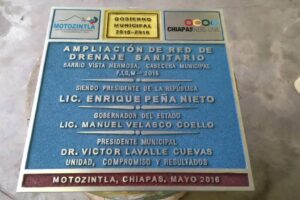 MOTOZINTLA
GOBIERNO
MUNICIPAL
2015-2018
CHIAPAS NOS UNE
AMPLIACIÓN DE RED DE
DRENAJE SANITARIO
BARRIO VISTA HERMOSA, CABECERA MUNICIPAL
F.I.S.M - 2016
SIENDO PRESIDENTE DE LA REPÚBLICA
LIC. ENRIQUE PEÑA NIETO
GOBERNADOR DEL ESTADO
LIC. MANUEL VELASCO COELLO
PRESIDENTE MUNICIPAL
DR. VICTOR LAVALLE CUEVAS
UNIDAD, COMPROMISO Y RESULTADOS
MOTOZINTLA, CHIAPAS, MAYO 2016